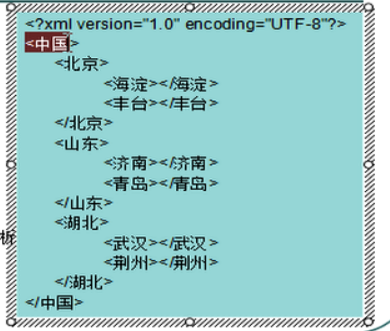 <?xml version="1.0" encoding="UTF-8"?>
<中国>
<北京>
<海淀></海淀>
<丰台></丰台>
</北京>
<山东>
<济南></济南>
<青岛></青岛>
</山东>
<湖北>
<武汉></武汉>
析
<荆州></荆州>
</湖北>
</中国>